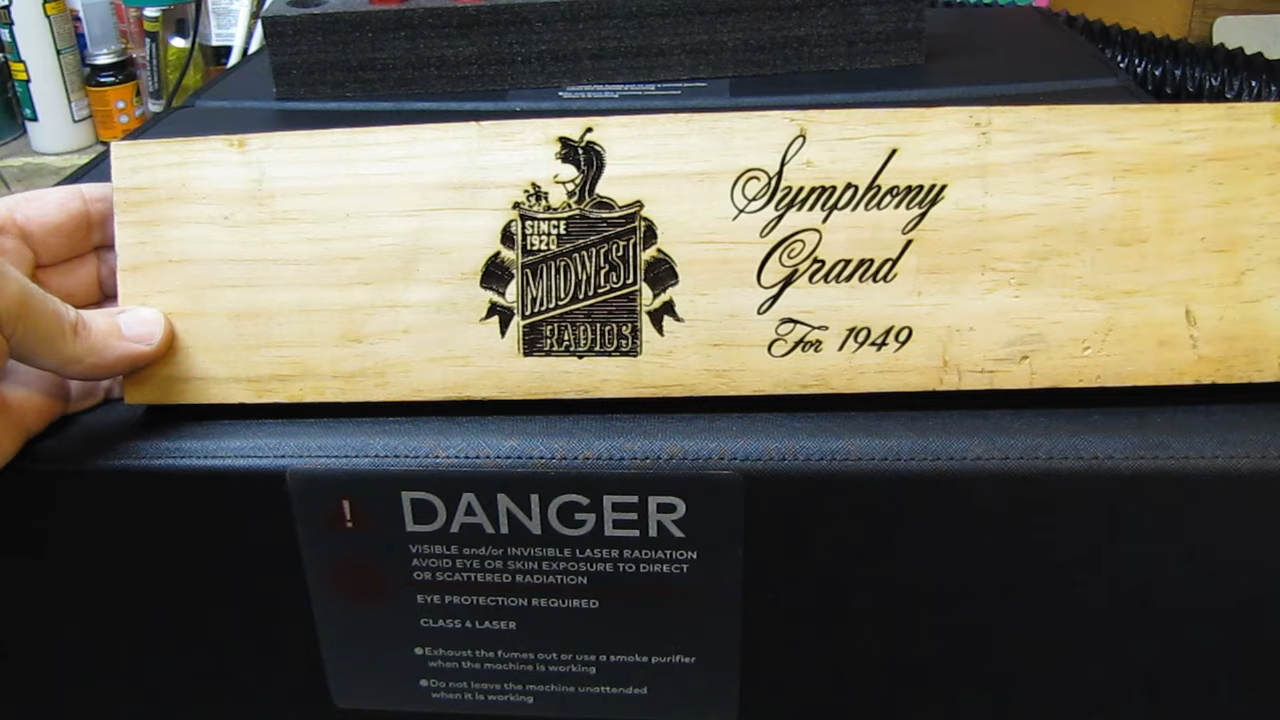 SINCE
1920
MIDWEST
RADIOS
Symphony
Grand
For 1949
DANGER
!
VISIBLE and/or INVISIBLE LASER RADIATION
AVOID EYE OR SKIN EXPOSURE TO DIRECT
OR SCATTERED RADIATION
EYE PROTECTION REQUIRED
CLASS 4 LASER
●Exhaust the fumes out or use a smoke purifier
when the machine is working
●Do not leave the machine unattended
when it is working